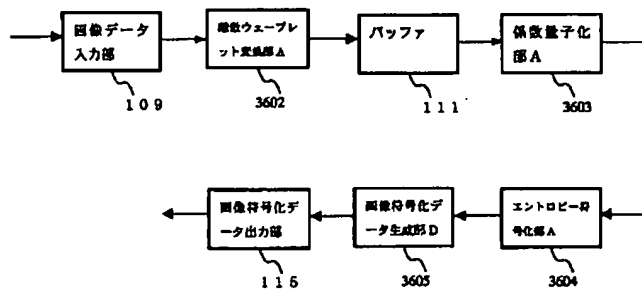 画像データ
入力部
離散ウェーブレ
ット変換部A
バッファ
係数量子化
部A
109
3602
111
3603
画像符号化デ
ータ出力部
画像符号化デ
ータ生成部D
エントロピー符
号化部A
115
3605
3604